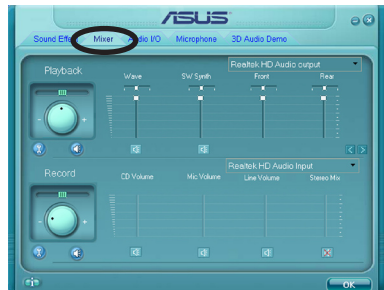 ASUS
Sound Effect Mixer Audio I/O Microphone 3D Audio Demo
Playback
Realtek HD Audio output
Wave SW Synth Front Rear
Record
Realtek HD Audio Input
CD Volume Mic Volume Line Volume Stereo Mix
OK